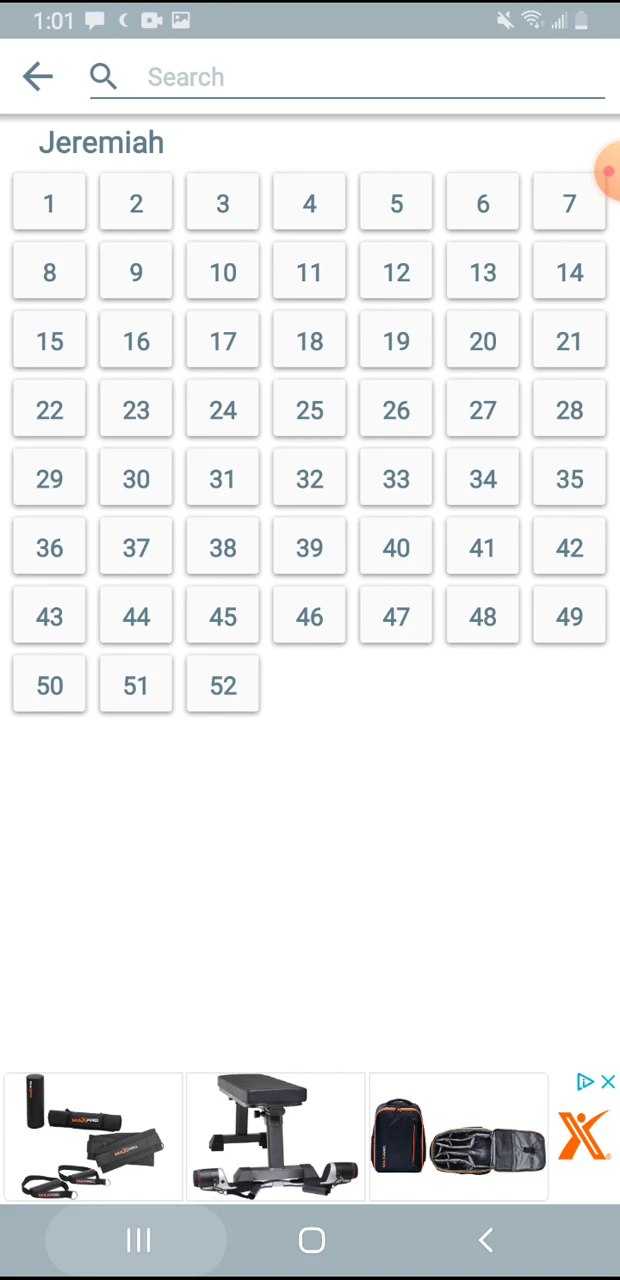 1:01
Search
Jeremiah
1 2 3 4 5 6 7
8 9 10 11 12 13 14
15 16 17 18 19 20 21
22 23 24 25 26 27 28
29 30 31 32 33 34 35
36 37 38 39 40 41 42
43 44 45 46 47 48 49
50 51 52
MAXPRO
MAXPRO